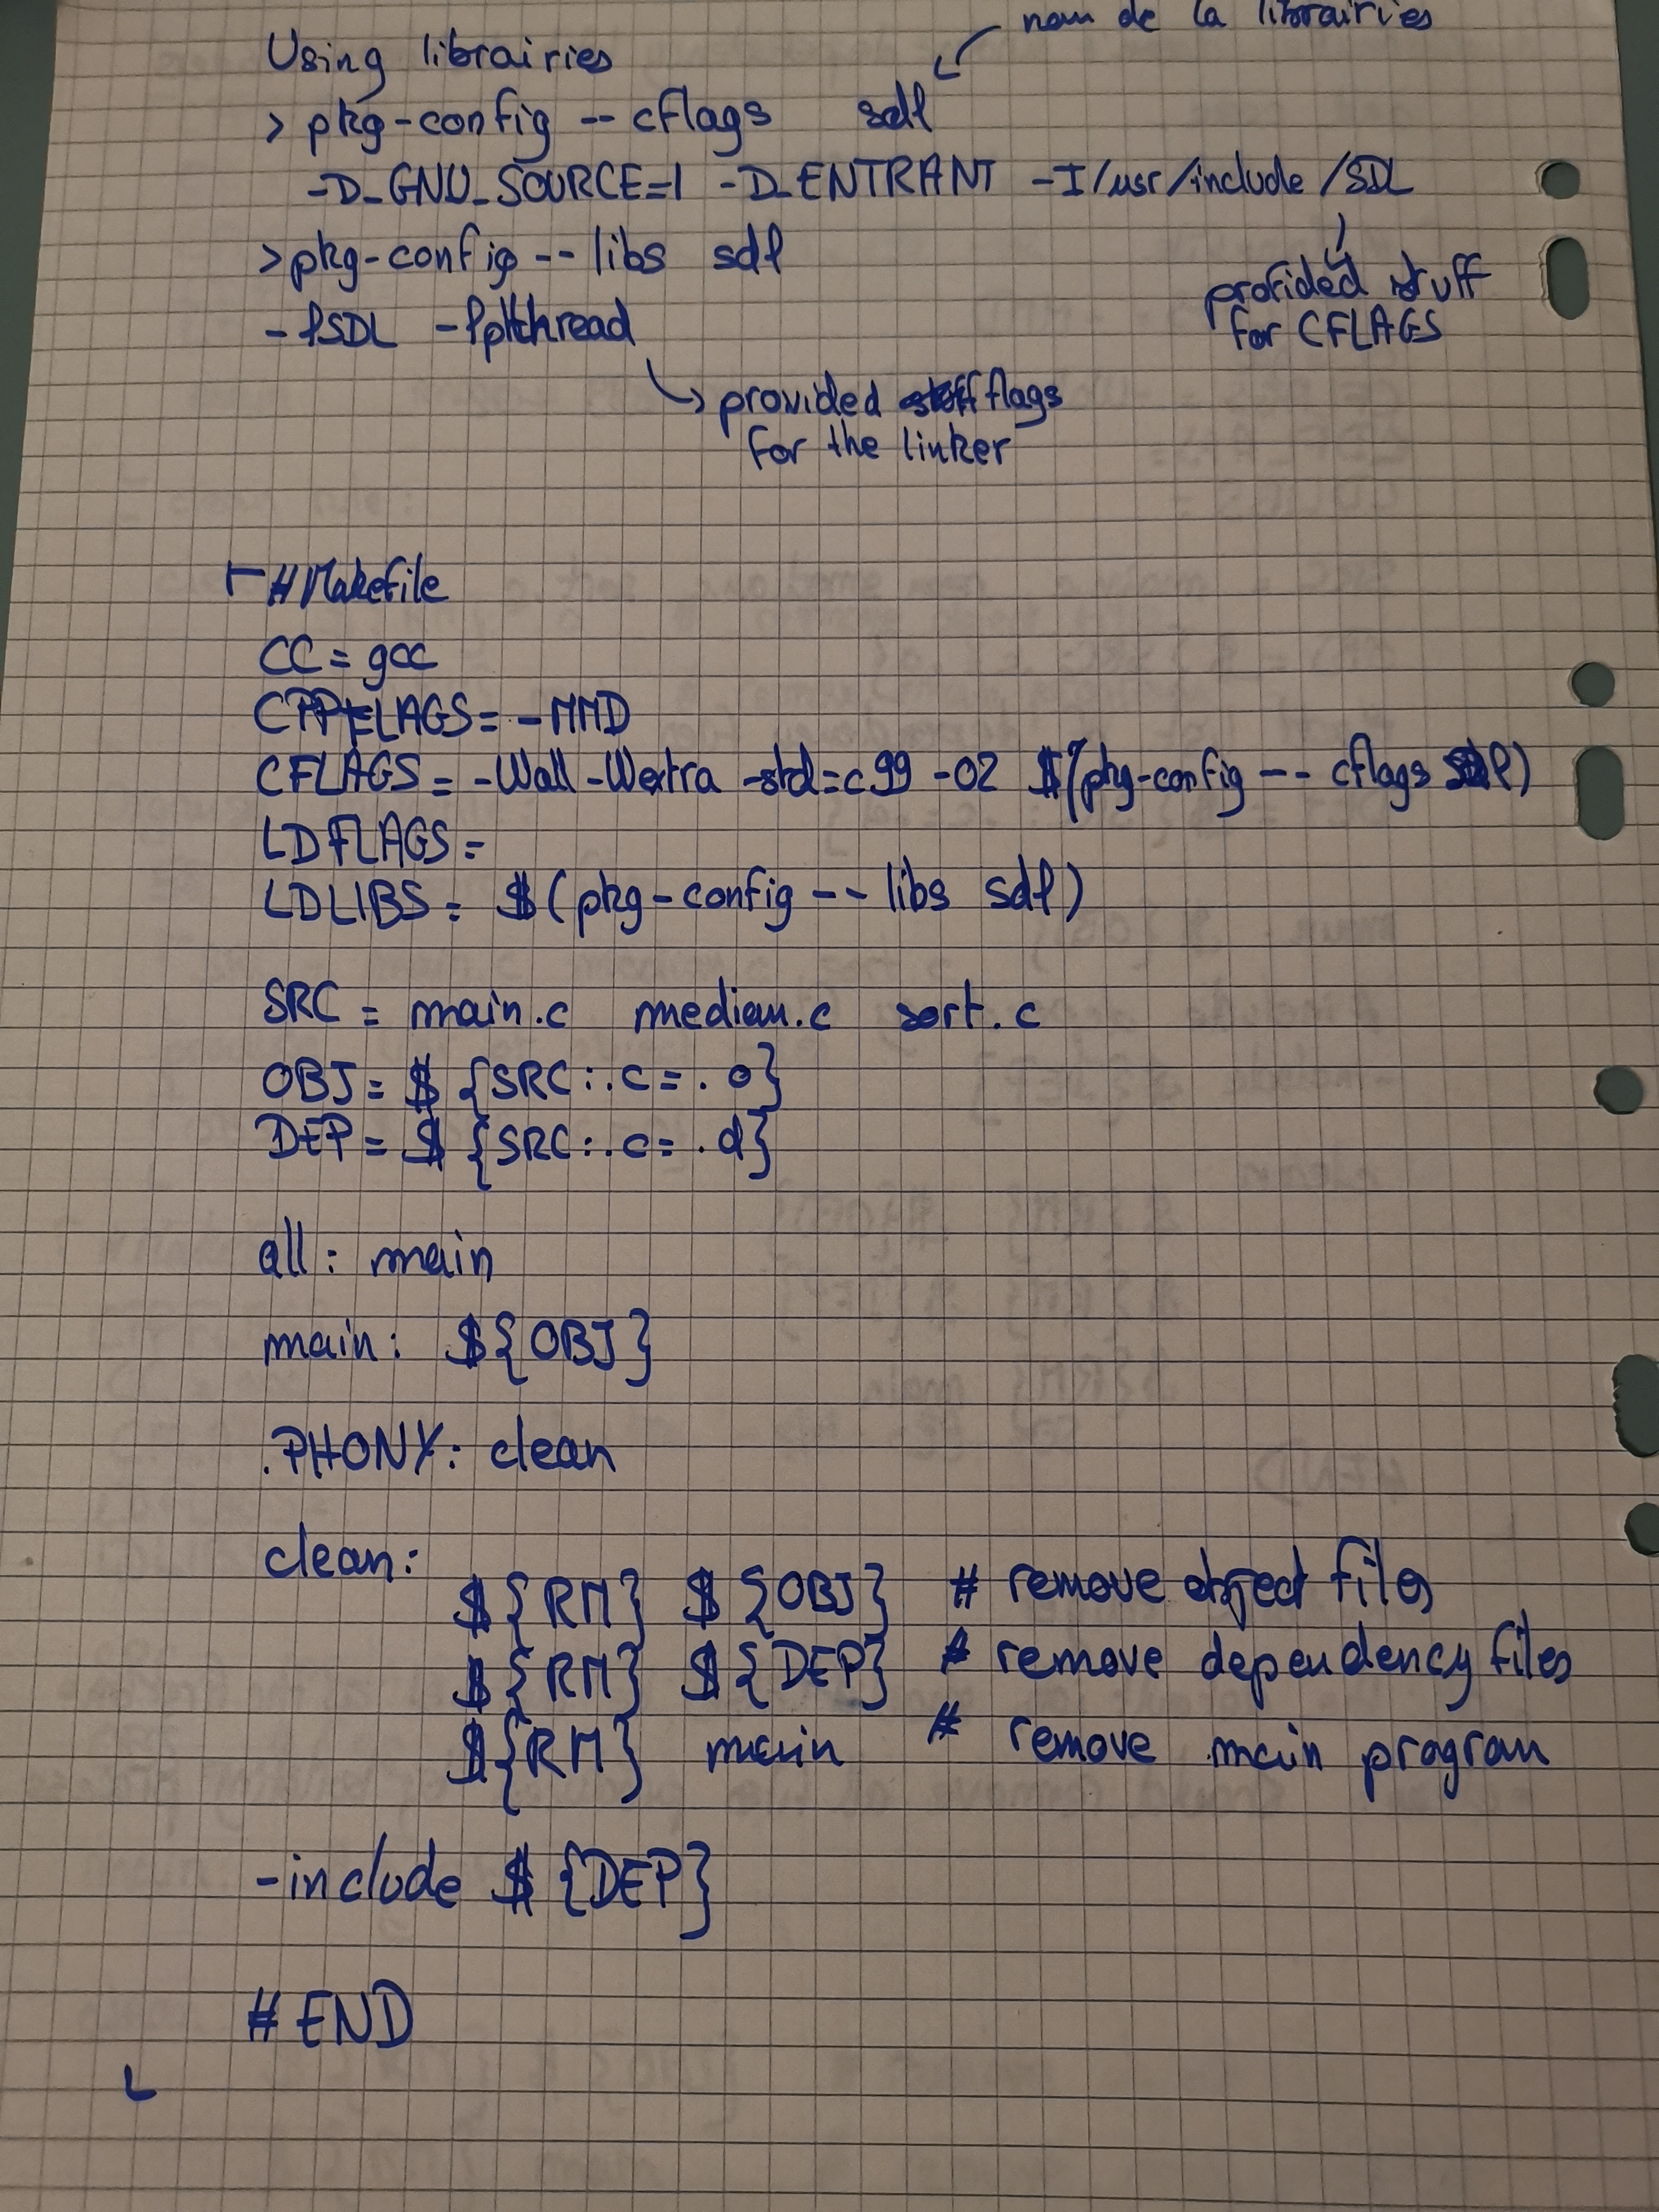 nom de la librairies
Using librairies
> pkg-config --cflags sdl
-D_GNU_SOURCE=1 -D_ENTRANT -I/usr/include/SDL
> pkg-config --libs sdl
provided stuff
for CFLAGS
-lSDL -lpthread
provided flags
for the linker
#Makefile
CC = gcc
CPPFLAGS = -MMD
CFLAGS = -Wall -Wextra -std=c99 -O2 $(pkg-config --cflags sdl)
LDFLAGS =
LDLIBS = $(pkg-config --libs sdl)
SRC = main.c median.c sort.c
OBJ = ${SRC:.c=.o}
DEP = ${SRC:.c=.d}
all: main
main: ${OBJ}
.PHONY: clean
clean:
${RM} ${OBJ} # remove object files
${RM} ${DEP} # remove dependency files
${RM} main # remove main program
-include ${DEP}
# END